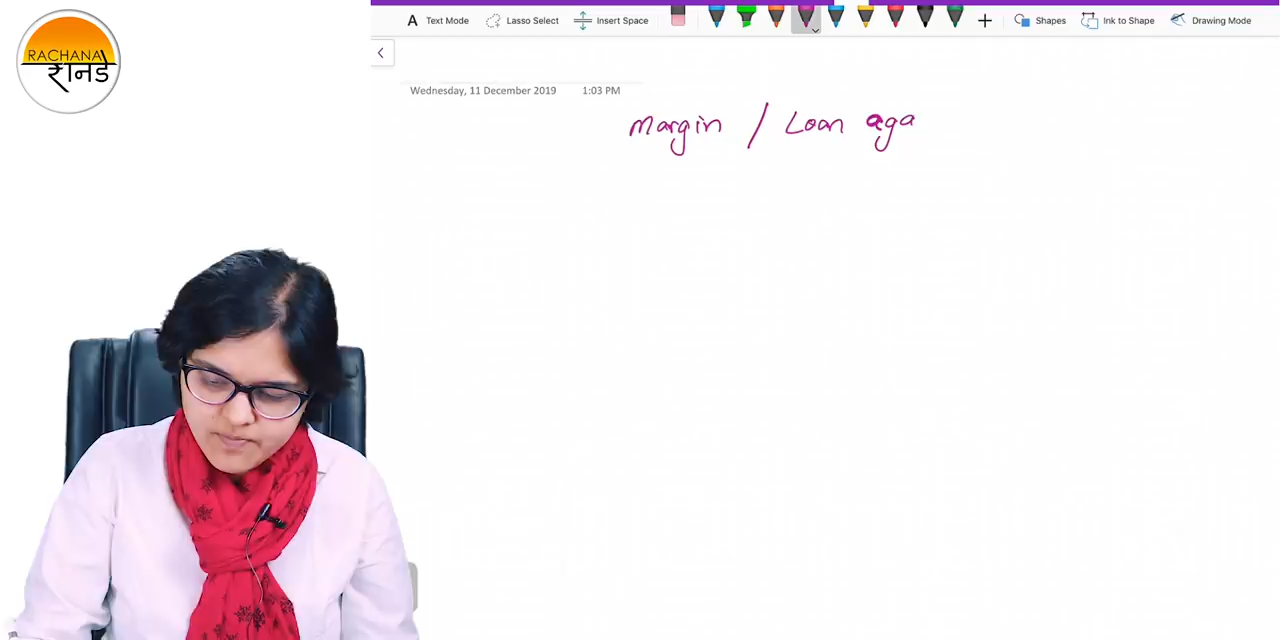 RACHANA
रानडे
A Text Mode Lasso Select Insert Space Shapes Ink to Shape Drawing Mode
Wednesday, 11 December 2019 1:03 PM
Margin / Loan aga